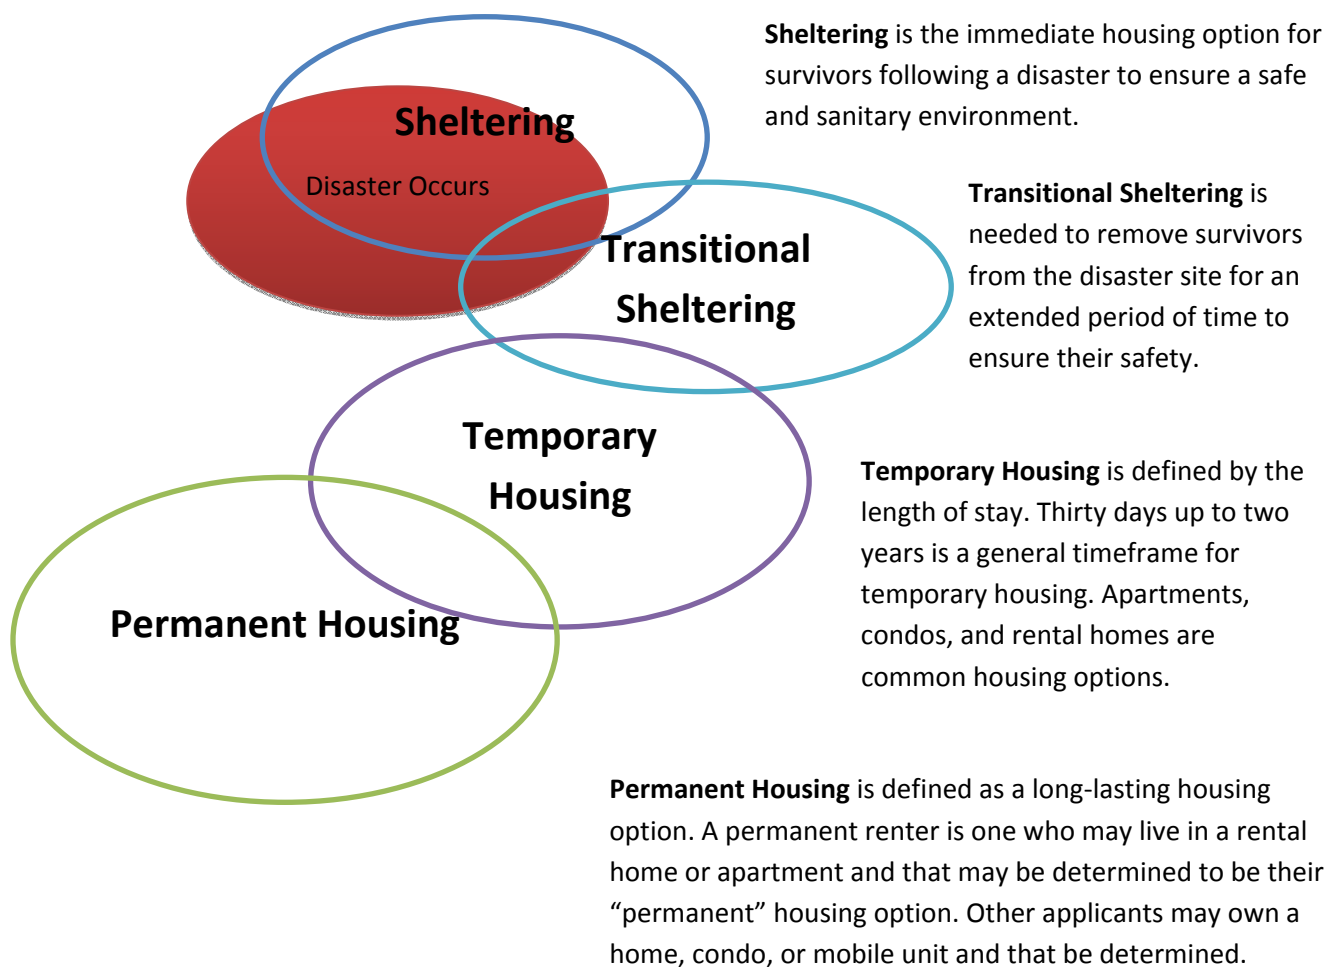 Sheltering is the immediate housing option for
survivors following a disaster to ensure a safe
and sanitary environment.
Sheltering
Disaster Occurs
Transitional Sheltering is
needed to remove survivors
from the disaster site for an
extended period of time to
ensure their safety.
Transitional
Sheltering
Temporary
Housing
Temporary Housing is defined by the
length of stay. Thirty days up to two
years is a general timeframe for
temporary housing. Apartments,
condos, and rental homes are
common housing options.
Permanent Housing
Permanent Housing is defined as a long-lasting housing
option. A permanent renter is one who may live in a rental
home or apartment and that may be determined to be their
“permanent” housing option. Other applicants may own a
home, condo, or mobile unit and that be determined.